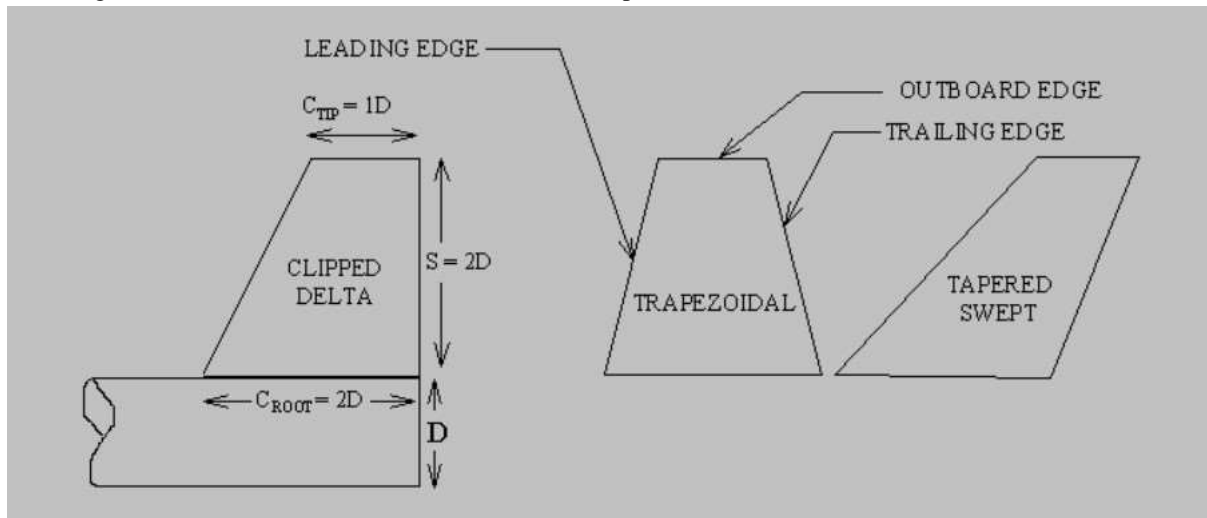 LEADING EDGE
C_TIP = 1D
OUTBOARD EDGE
TRAILING EDGE
S = 2D
CLIPPED
DELTA
TRAPEZOIDAL
TAPERED
SWEPT
C_ROOT = 2D
D